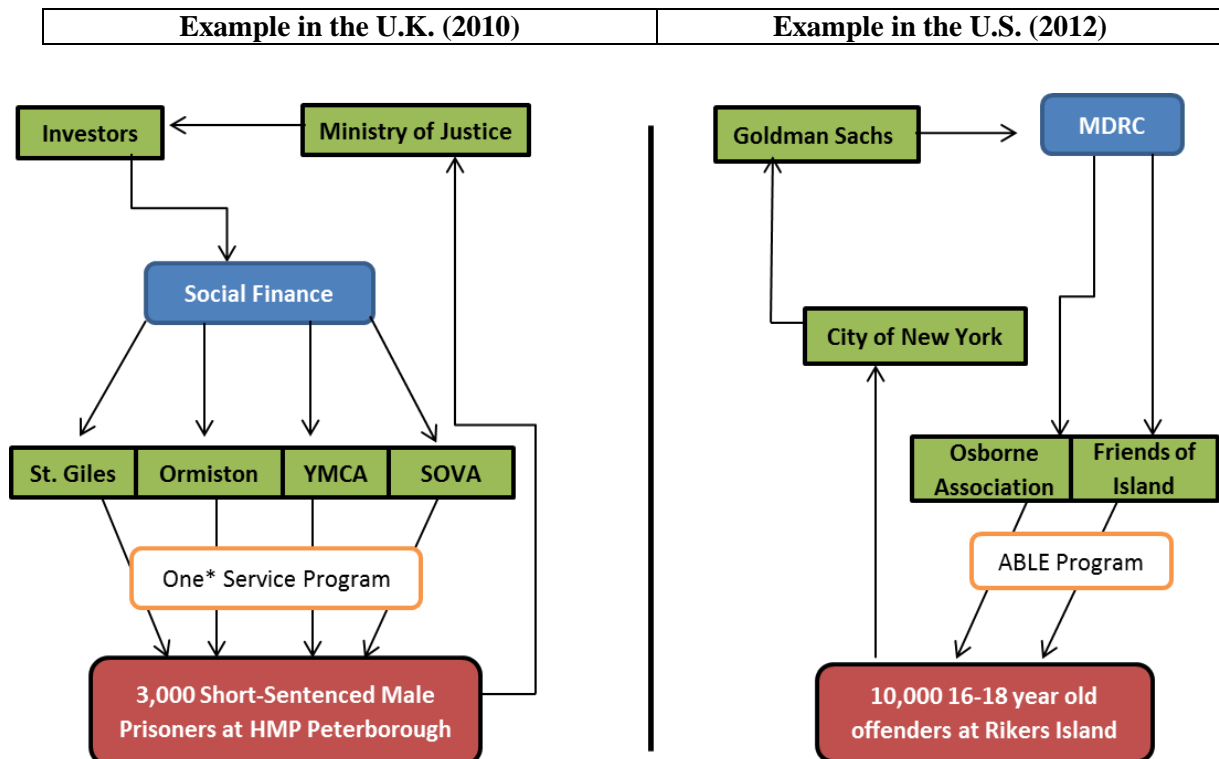 Example in the U.K. (2010)
Example in the U.S. (2012)
Investors
Ministry of Justice
Social Finance
St. Giles
Ormiston
YMCA
SOVA
One* Service Program
3,000 Short-Sentenced Male
Prisoners at HMP Peterborough
Goldman Sachs
MDRC
City of New York
Osborne
Association
Friends of
Island
ABLE Program
10,000 16-18 year old
offenders at Rikers Island